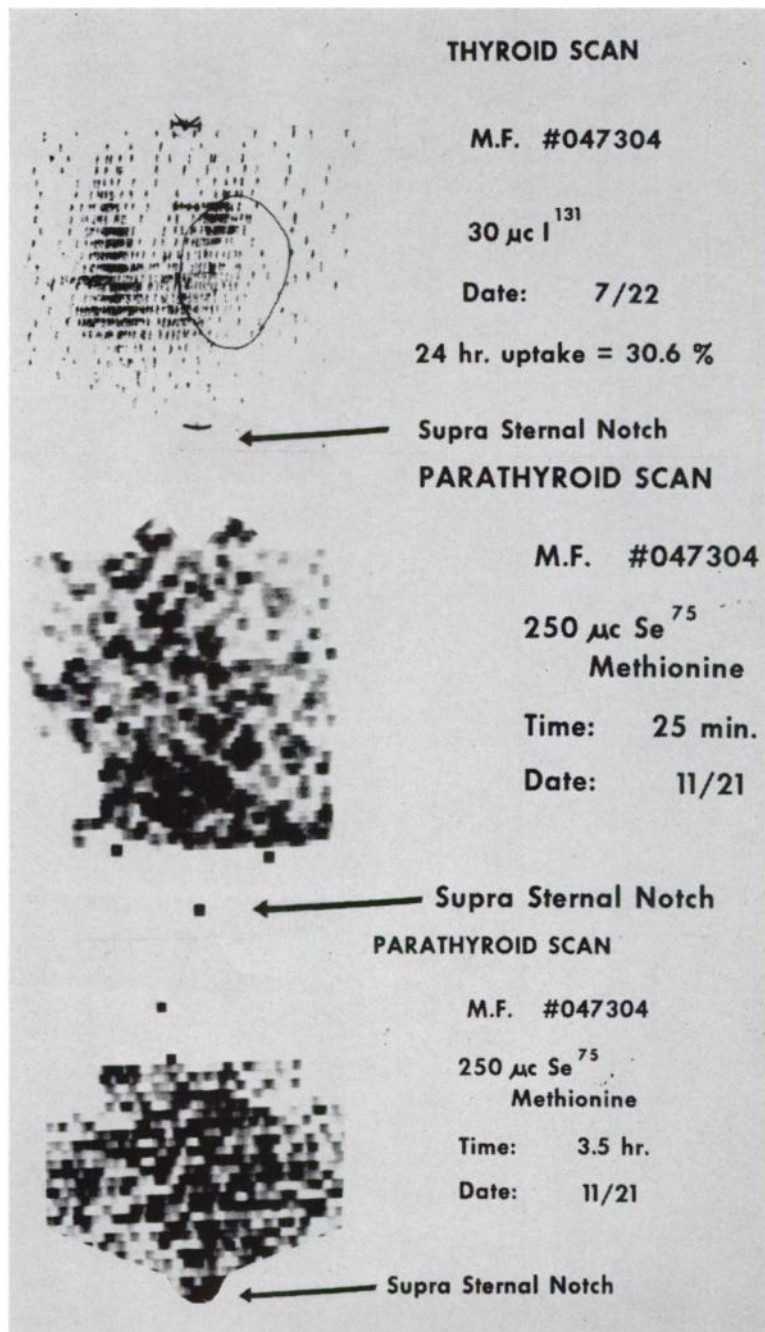 THYROID SCAN
M.F. #047304
30 µc I¹³¹
Date: 7/22
24 hr. uptake = 30.6 %
Supra Sternal Notch
PARATHYROID SCAN
M.F. #047304
250 µc Se⁷⁵
Methionine
Time: 25 min.
Date: 11/21
Supra Sternal Notch
PARATHYROID SCAN
M.F. #047304
250 µc Se⁷⁵
Methionine
Time: 3.5 hr.
Date: 11/21
Supra Sternal Notch